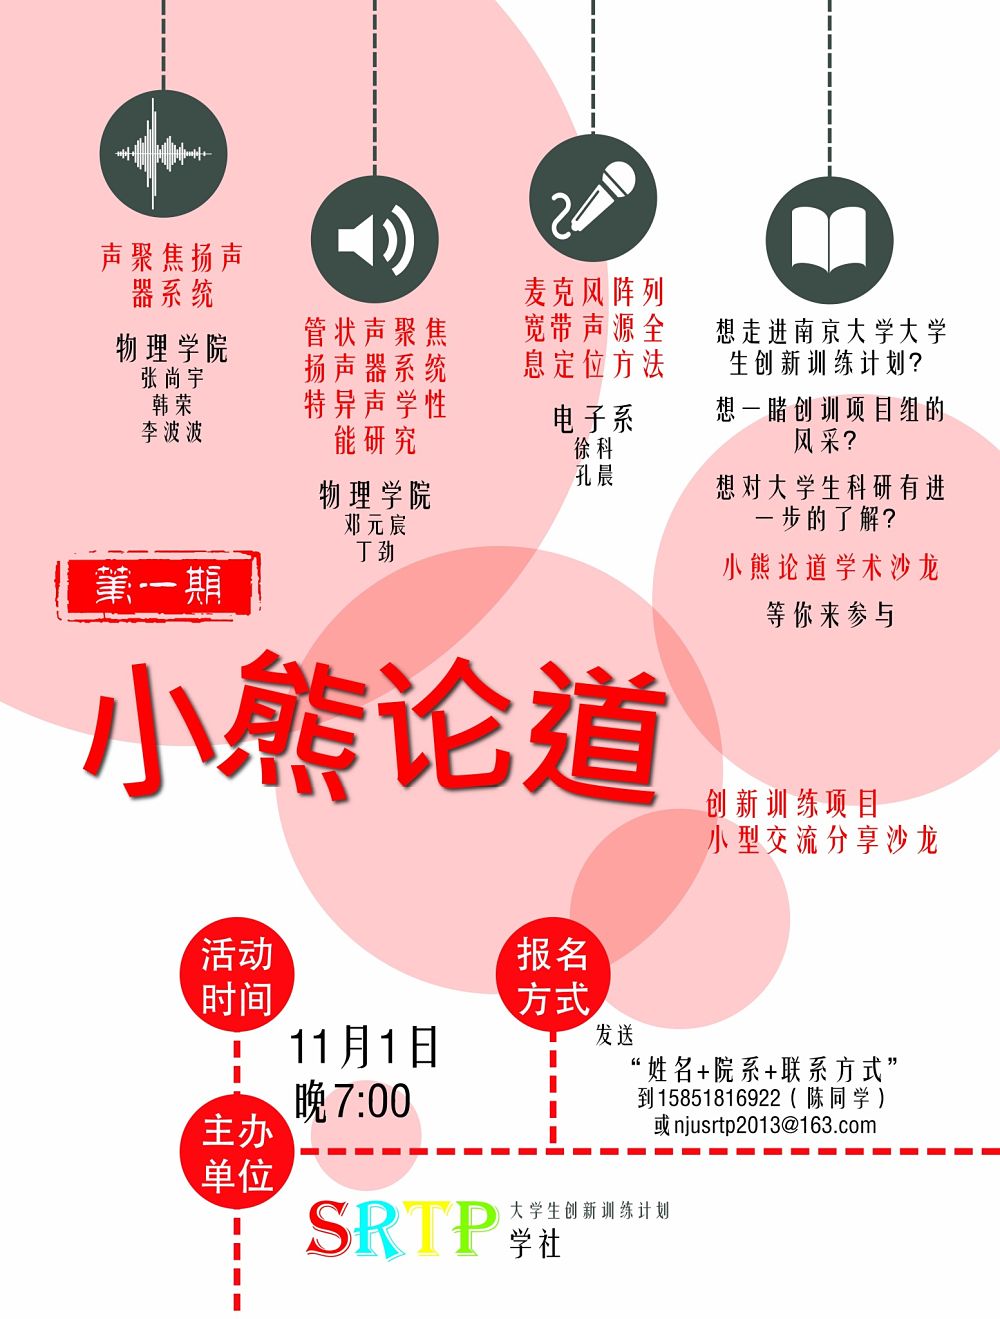 声聚焦扬声
器系统
物理学院
张尚宇
韩荣
李波波
管状声聚焦
扬声器系统
特异声学性
能研究
物理学院
邓元宸
丁劲
麦克风阵列
宽带声源全
息定位方法
电子系
徐科
孔晨
想走进南京大学大学
生创新训练计划?
想一睹创训项目组的
风采?
想对大学生科研有进
一步的了解?
小熊论道学术沙龙
等你来参与
第一期
小熊论道
创新训练项目
小型交流分享沙龙
活动
时间
11月1日
晚7:00
报名
方式
发送
“姓名+院系+联系方式”
到15851816922（陈同学）
或njusrtp2013@163.com
主办
单位
SRTP
大学生创新训练计划
学社